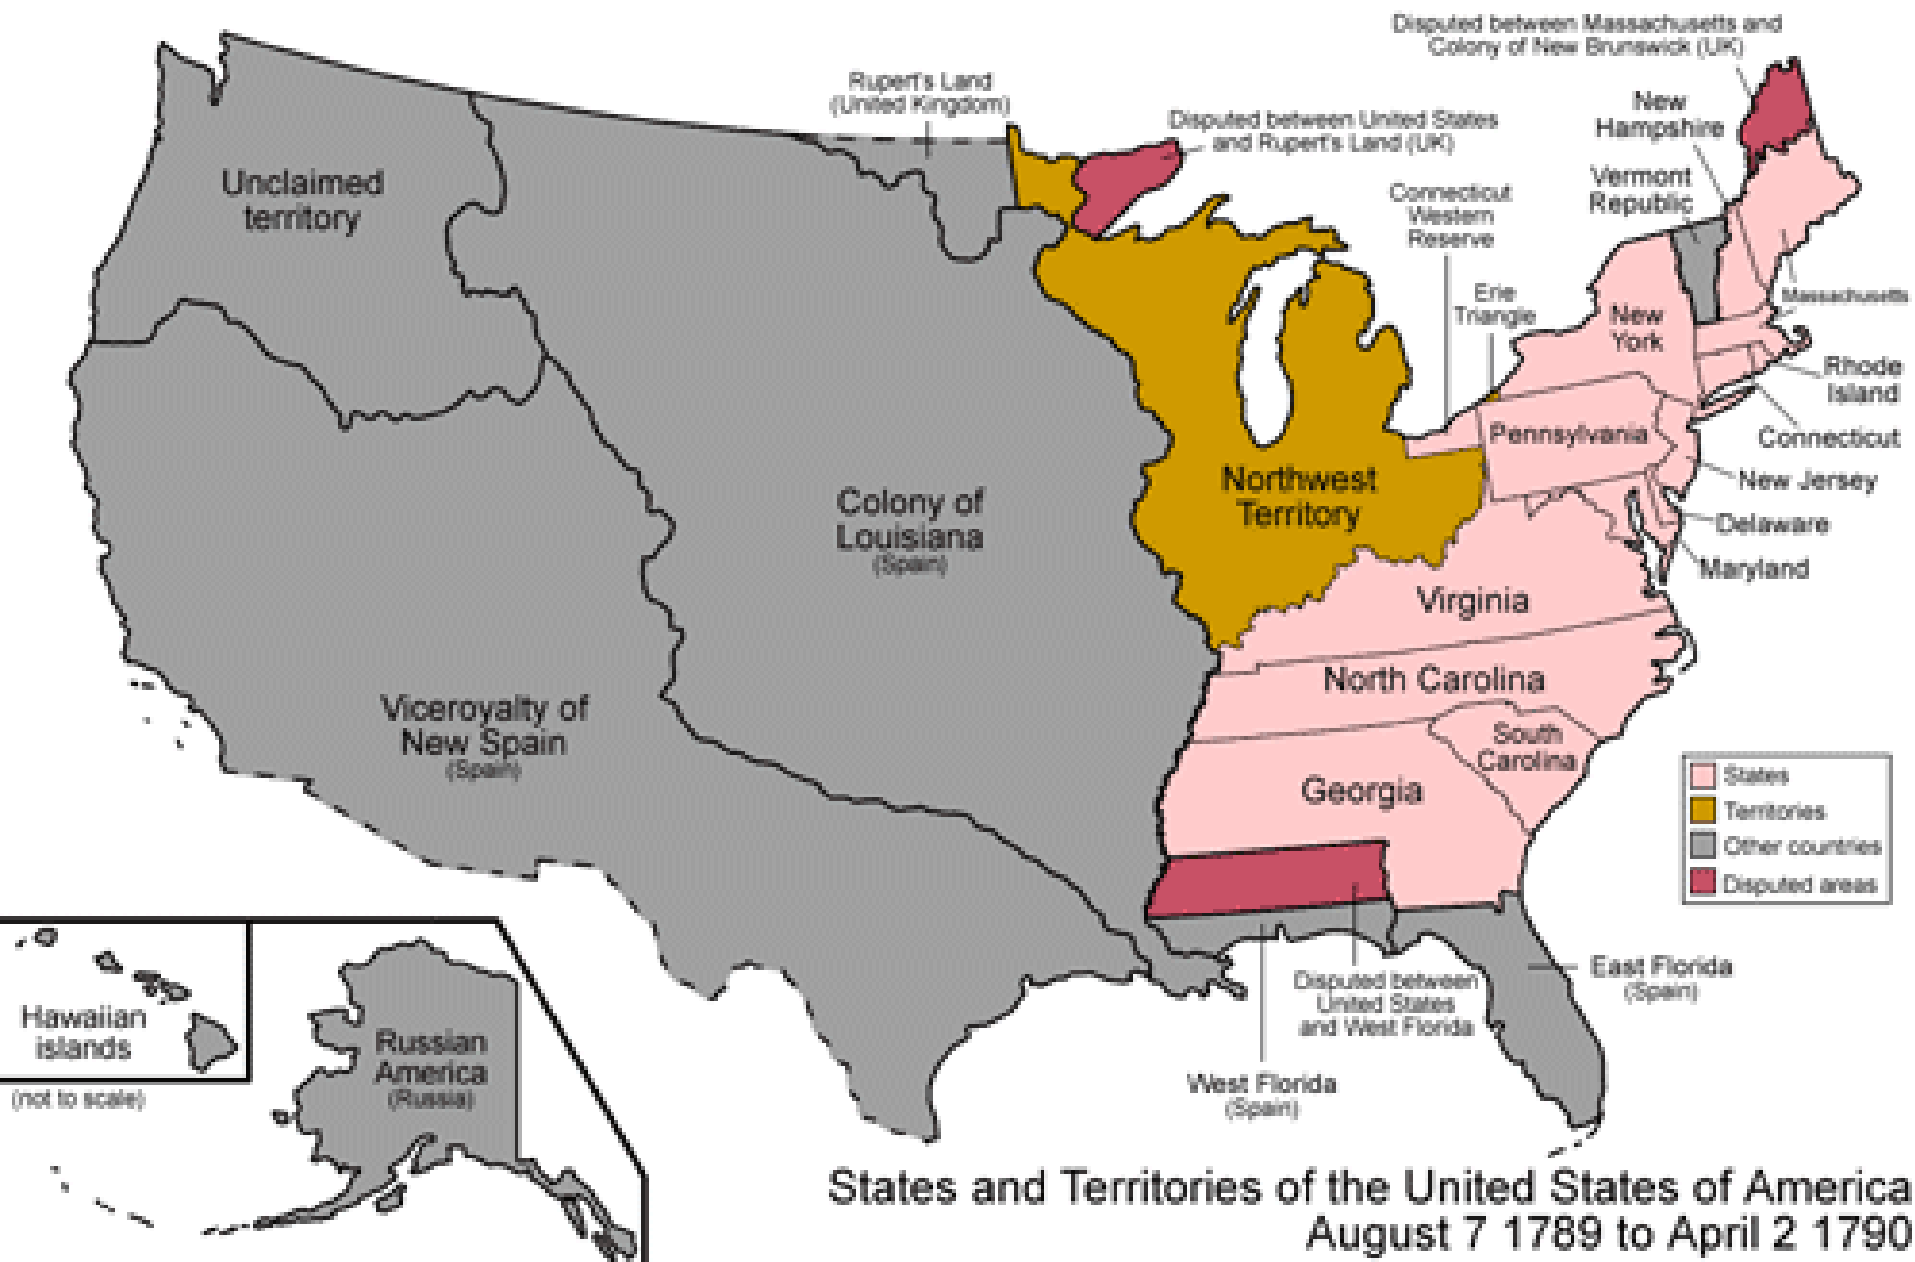 Disputed between Massachusetts and
Colony of New Brunswick (UK)
Rupert's Land
(United Kingdom)
New
Hampshire
Disputed between United States
and Rupert's Land (UK)
Unclaimed
territory
Connecticut
Western
Reserve
Vermont
Republic
Erie
Triangle
Massachusetts
New
York
Rhode
Island
Pennsylvania
Connecticut
Northwest
Territory
New Jersey
Colony of
Louisiana
(Spain)
Delaware
Maryland
Virginia
North Carolina
Viceroyalty of
New Spain
(Spain)
South
Carolina
Georgia
States
Territories
Other countries
Disputed areas
East Florida
(Spain)
Disputed between
United States
and West Florida
West Florida
(Spain)
Hawaiian
islands
(not to scale)
Russian
America
(Russia)
States and Territories of the United States of America
August 7 1789 to April 2 1790